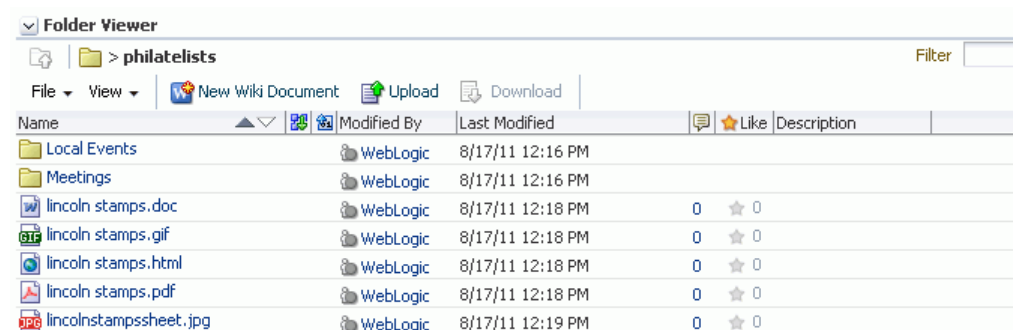 Folder Viewer
> philatelists Filter
File View New Wiki Document Upload Download
Name Modified By Last Modified Like Description
Local Events WebLogic 8/17/11 12:16 PM
Meetings WebLogic 8/17/11 12:16 PM
lincoln stamps.doc WebLogic 8/17/11 12:18 PM 0 0
GIF lincoln stamps.gif WebLogic 8/17/11 12:18 PM 0 0
lincoln stamps.html WebLogic 8/17/11 12:18 PM 0 0
lincoln stamps.pdf WebLogic 8/17/11 12:18 PM 0 0
JPG lincolnstampssheet.jpg WebLogic 8/17/11 12:19 PM 0 0